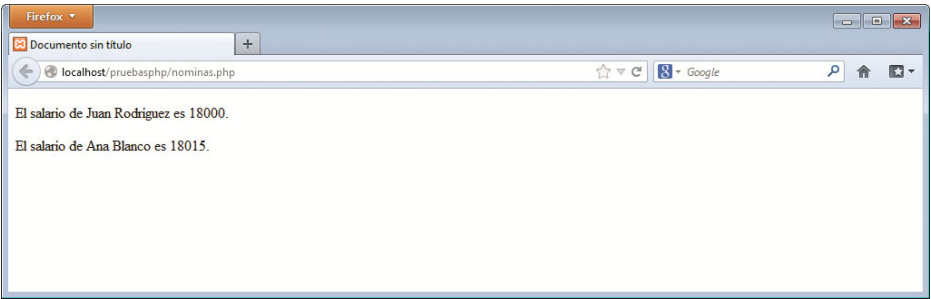 Firefox
Documento sin título
localhost/pruebasphp/nominas.php
Google
El salario de Juan Rodriguez es 18000.
El salario de Ana Blanco es 18015.